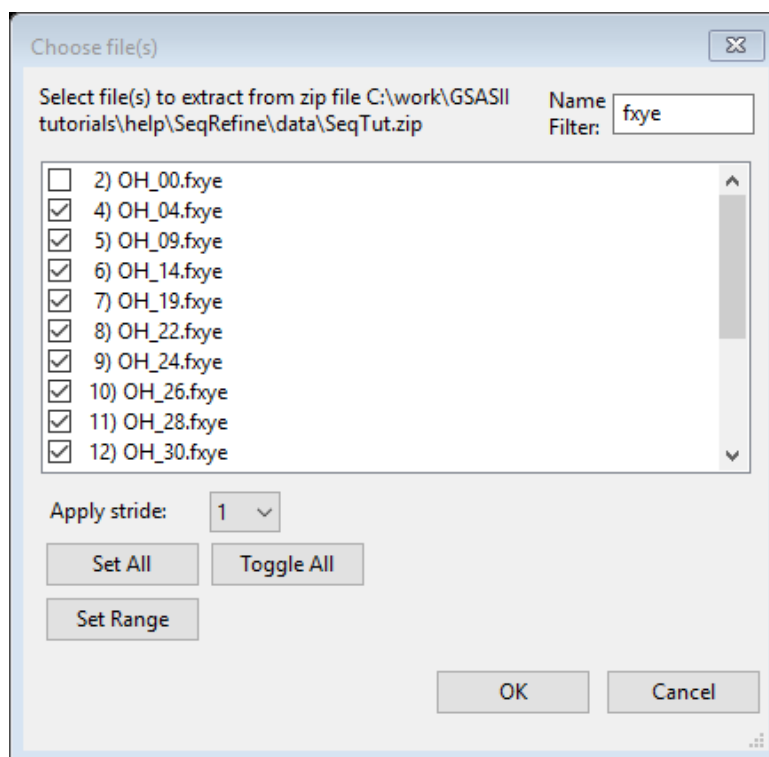 Choose file(s)
Select file(s) to extract from zip file C:\work\GSASII
tutorials\help\SeqRefine\data\SeqTut.zip
Name
Filter:
fxye
2) OH_00.fxye
4) OH_04.fxye
5) OH_09.fxye
6) OH_14.fxye
7) OH_19.fxye
8) OH_22.fxye
9) OH_24.fxye
10) OH_26.fxye
11) OH_28.fxye
12) OH_30.fxye
Apply stride: 1
Set All Toggle All
Set Range
OK Cancel